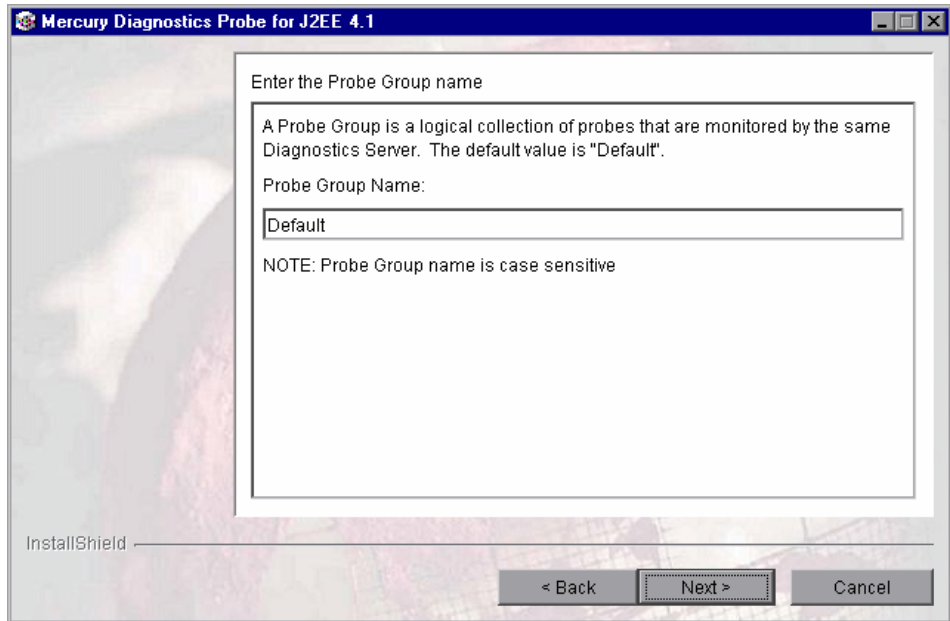 Mercury Diagnostics Probe for J2EE 4.1
Enter the Probe Group name
A Probe Group is a logical collection of probes that are monitored by the same
Diagnostics Server.  The default value is "Default".
Probe Group Name:
Default
NOTE: Probe Group name is case sensitive
InstallShield
< Back
Next >
Cancel